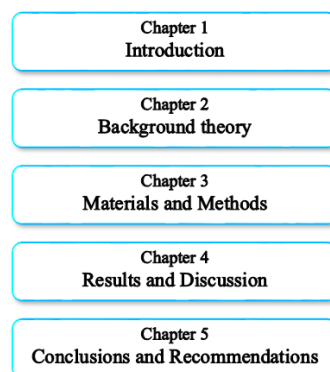 Chapter 1
Introduction
Chapter 2
Background theory
Chapter 3
Materials and Methods
Chapter 4
Results and Discussion
Chapter 5
Conclusions and Recommendations